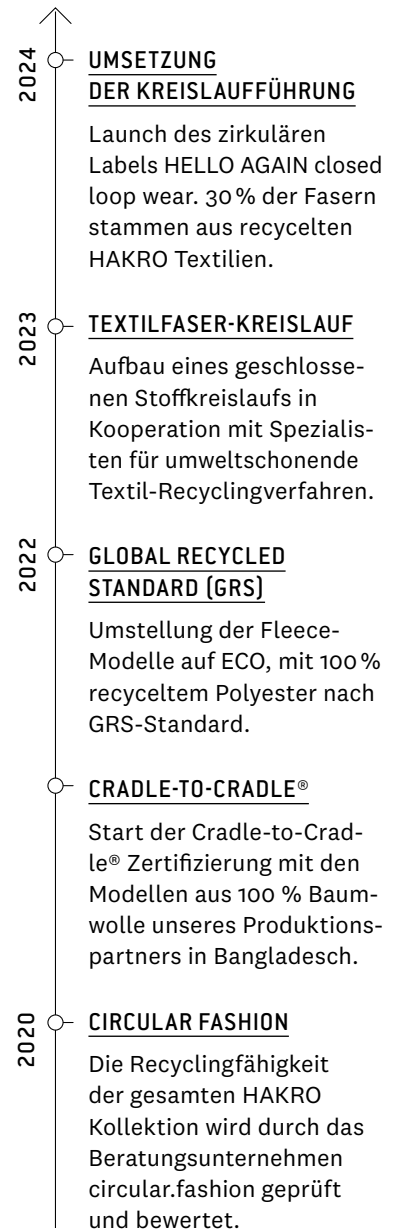 2024
UMSETZUNG
DER KREISLAUFFÜHRUNG
Launch des zirkulären
Labels HELLO AGAIN closed
loop wear. 30 % der Fasern
stammen aus recycelten
HAKRO Textilien.
2023
TEXTILFASER-KREISLAUF
Aufbau eines geschlosse-
nen Stoffkreislaufs in
Kooperation mit Spezialis-
ten für umweltschonende
Textil-Recyclingverfahren.
2022
GLOBAL RECYCLED
STANDARD (GRS)
Umstellung der Fleece-
Modelle auf ECO, mit 100 %
recyceltem Polyester nach
GRS-Standard.
CRADLE-TO-CRADLE®
Start der Cradle-to-Crad-
le® Zertifizierung mit den
Modellen aus 100 % Baum-
wolle unseres Produktions-
partners in Bangladesch.
2020
CIRCULAR FASHION
Die Recyclingfähigkeit
der gesamten HAKRO
Kollektion wird durch das
Beratungsunternehmen
circular.fashion geprüft
und bewertet.